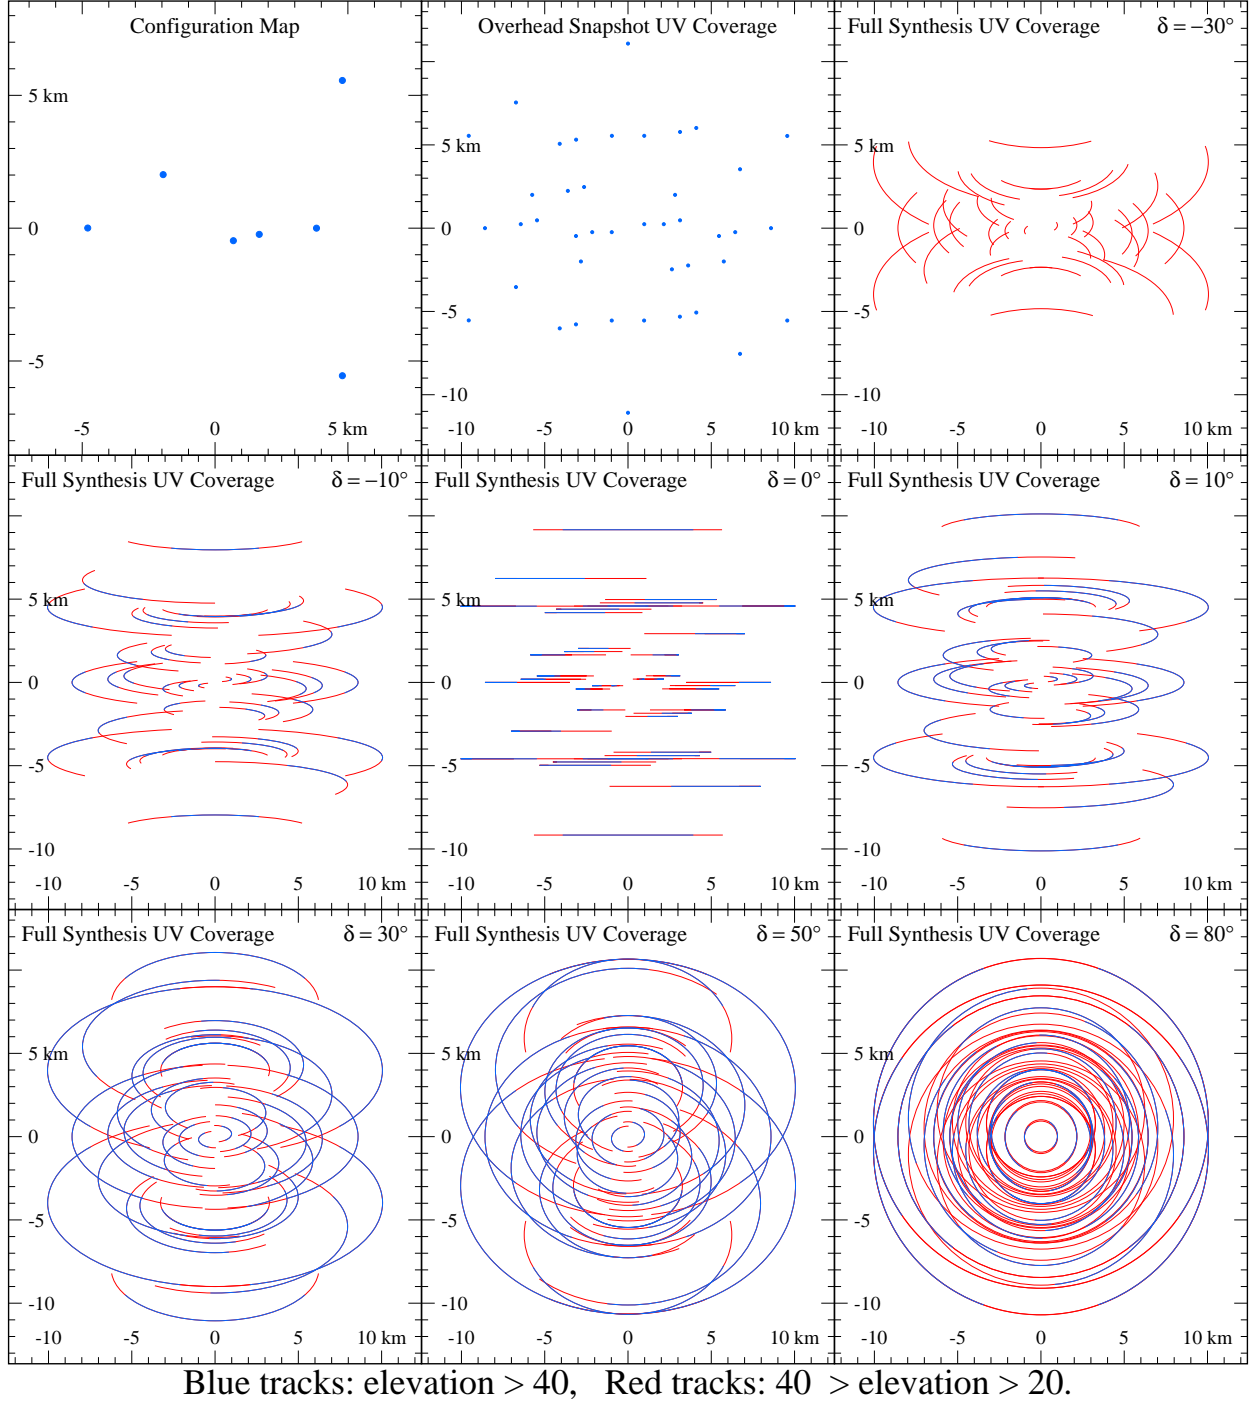 Configuration Map
5 km
0
-5
-5
0
5 km
Overhead Snapshot UV Coverage
5 km
0
-5
-10
-10
-5
0
5
10 km
Full Synthesis UV Coverage
δ = −30°
5 km
0
-5
-10
-10
-5
0
5
10 km
Full Synthesis UV Coverage
δ = −10°
5 km
0
-5
-10
-10
-5
0
5
10 km
Full Synthesis UV Coverage
δ = 0°
5 km
0
-5
-10
-10
-5
0
5
10 km
Full Synthesis UV Coverage
δ = 10°
5 km
0
-5
-10
-10
-5
0
5
10 km
Full Synthesis UV Coverage
δ = 30°
5 km
0
-5
-10
-10
-5
0
5
10 km
Full Synthesis UV Coverage
δ = 50°
5 km
0
-5
-10
-10
-5
0
5
10 km
Full Synthesis UV Coverage
δ = 80°
5 km
0
-5
-10
-10
-5
0
5
10 km
Blue tracks: elevation > 40,   Red tracks: 40  > elevation > 20.